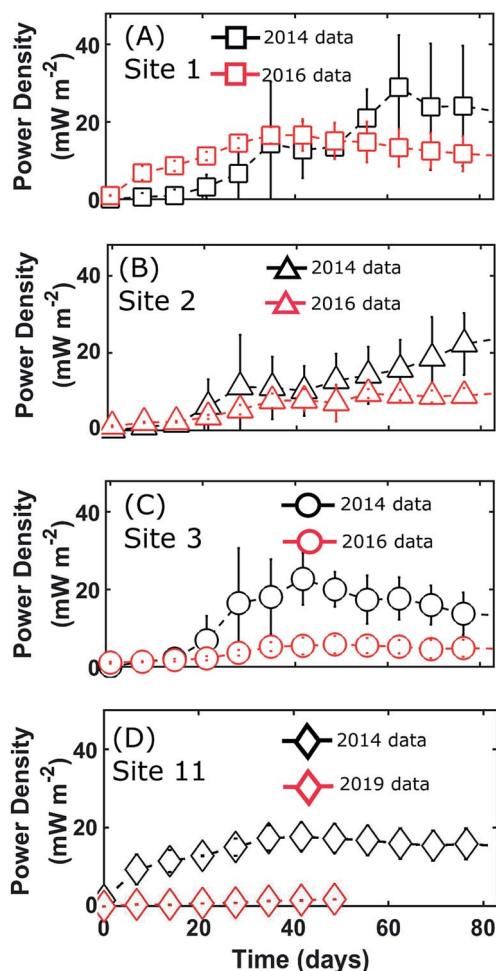 (A)
Site 1
2014 data
2016 data
Power Density
(mW m⁻²)
40
20
0
(B)
Site 2
2014 data
2016 data
Power Density
(mW m⁻²)
40
20
0
(C)
Site 3
2014 data
2016 data
Power Density
(mW m⁻²)
40
20
0
(D)
Site 11
2014 data
2019 data
Power Density
(mW m⁻²)
40
20
0
0 20 40 60 80
Time (days)